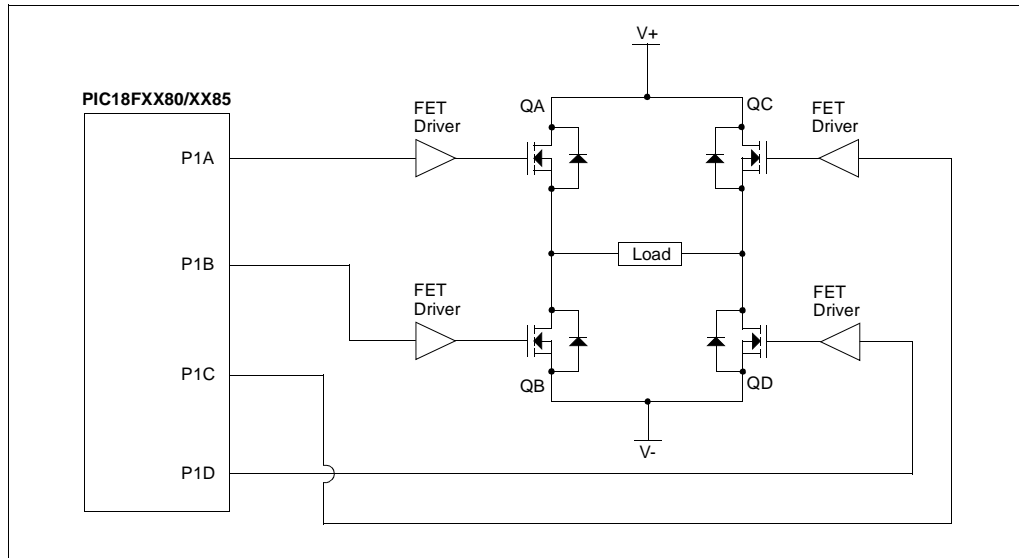 V+
PIC18FXX80/XX85
FET
Driver
QA
QC
FET
Driver
P1A
Load
P1B
FET
Driver
FET
Driver
P1C
QB
QD
V-
P1D